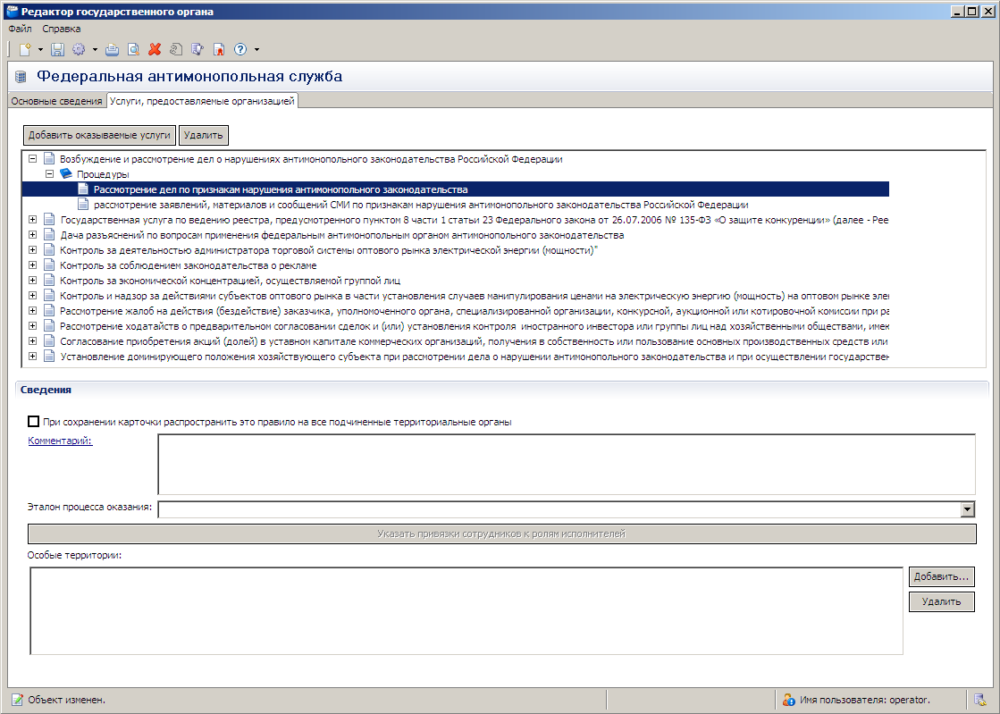 Редактор государственного органа
Файл Справка
Федеральная антимонопольная служба
Основные сведения Услуги, предоставляемые организацией
Добавить оказываемые услуги Удалить
Возбуждение и рассмотрение дел о нарушениях антимонопольного законодательства Российской Федерации
Процедуры
Рассмотрение дел по признакам нарушения антимонопольного законодательства
рассмотрение заявлений, материалов и сообщений СМИ по признакам нарушения антимонопольного законодательства Российской Федерации
Государственная услуга по ведению реестра, предусмотренного пунктом 8 части 1 статьи 23 Федерального закона от 26.07.2006 № 135-ФЗ «О защите конкуренции» (далее - Рее
Дача разъяснений по вопросам применения федеральным антимонопольным органом антимонопольного законодательства
Контроль за деятельностью администратора торговой системы оптового рынка электрической энергии (мощности)"
Контроль за соблюдением законодательства о рекламе
Контроль за экономической концентрацией, осуществляемой группой лиц
Контроль и надзор за действиями субъектов оптового рынка в части установления случаев манипулирования ценами на электрическую энергию (мощность) на оптовом рынке эле
Рассмотрение жалоб на действия (бездействие) заказчика, уполномоченного органа, специализированной организации, конкурсной, аукционной или котировочной комиссии при ра
Рассмотрение ходатайств о предварительном согласовании сделок и (или) установления контроля иностранного инвестора или группы лиц над хозяйственными обществами, имек
Согласование приобретения акций (долей) в уставном капитале коммерческих организаций, получения в собственность или пользование основных производственных средств или
Установление доминирующего положения хозяйствующего субъекта при рассмотрении дела о нарушении антимонопольного законодательства и при осуществлении государствен
Сведения
При сохранении карточки распространить это правило на все подчиненные территориальные органы
Комментарий:
Эталон процесса оказания:
Указать привязки сотрудников к ролям исполнителей
Особые территории:
Добавить...
Удалить
Объект изменен. Имя пользователя: operator.